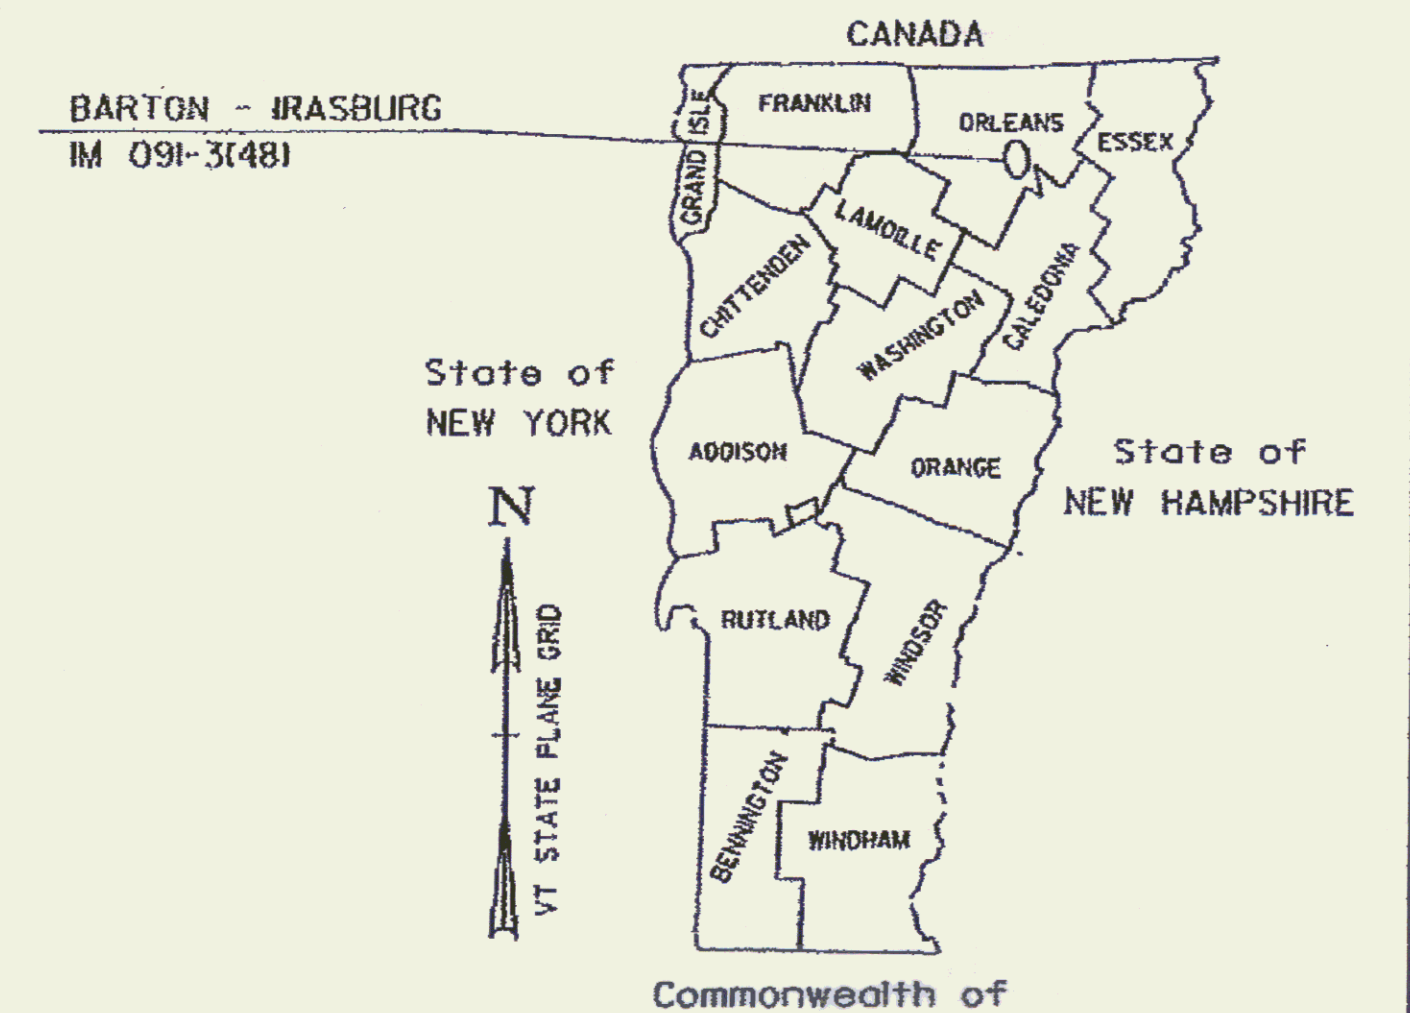 CANADA
BARTON - IRASBURG
IM 091-3(48)
GRAND ISLE
FRANKLIN
ORLEANS
ESSEX
LAMOILLE
CHITTENDEN
WASHINGTON
CALEDONIA
State of
NEW YORK
ADDISON
ORANGE
State of
NEW HAMPSHIRE
N
VT STATE PLANE GRID
RUTLAND
WINDSOR
BENNINGTON
WINDHAM
Commonwealth of